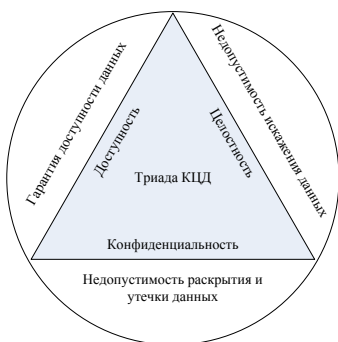 Гарантия доступности данных
Доступность
Целостность
Недопустимость искажения данных
Триада КЦД
Конфиденциальность
Недопустимость раскрытия и
утечки данных